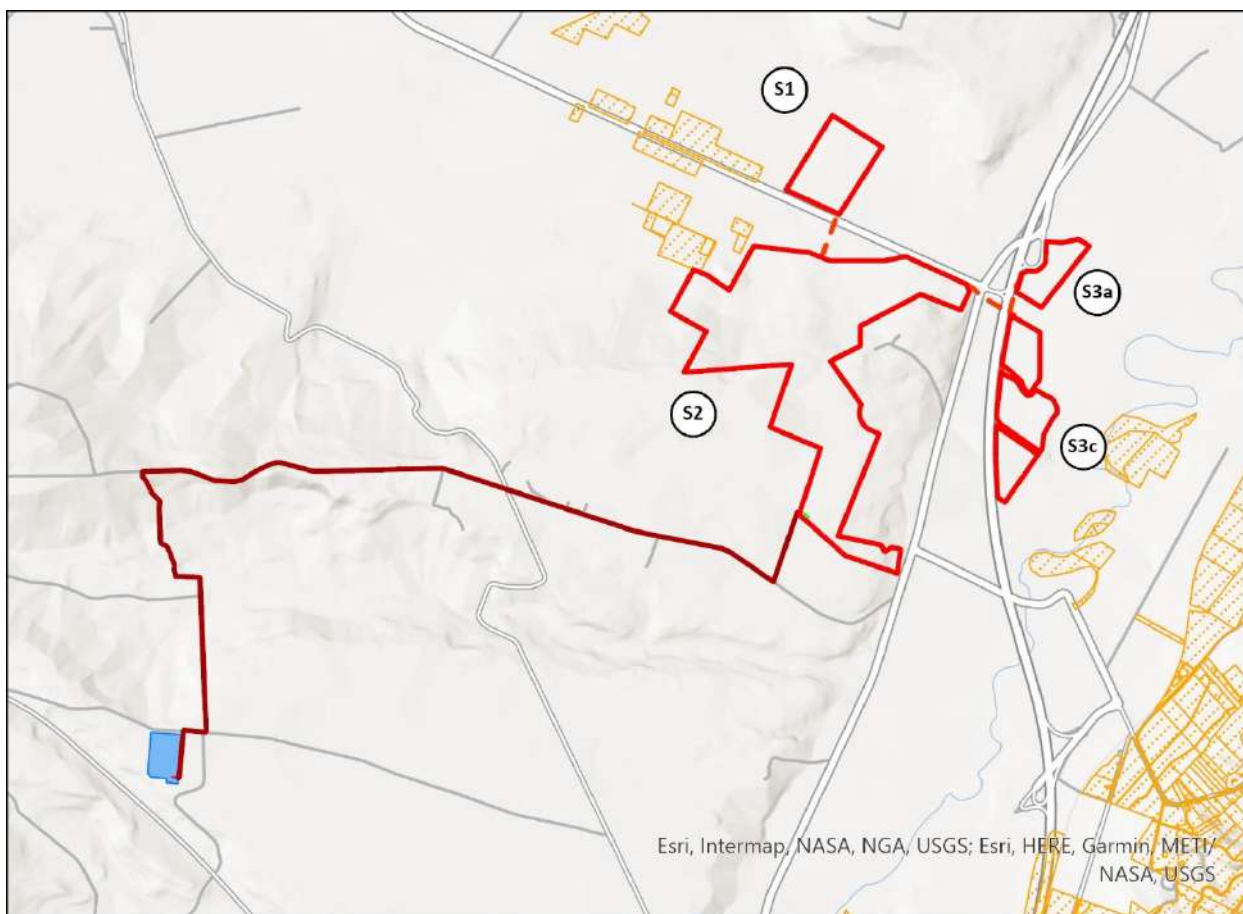 S1
S3a
S2
S3c
Esri, Intermap, NASA, NGA, USGS; Esri, HERE, Garmin, METI/
NASA, USGS